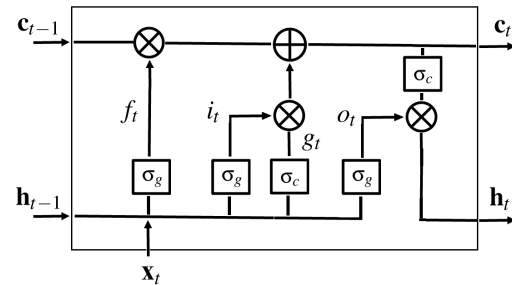 c_{t-1} c_t
σ_c
f_t i_t o_t
g_t
σ_g σ_g σ_c σ_g
h_{t-1} h_t
x_t